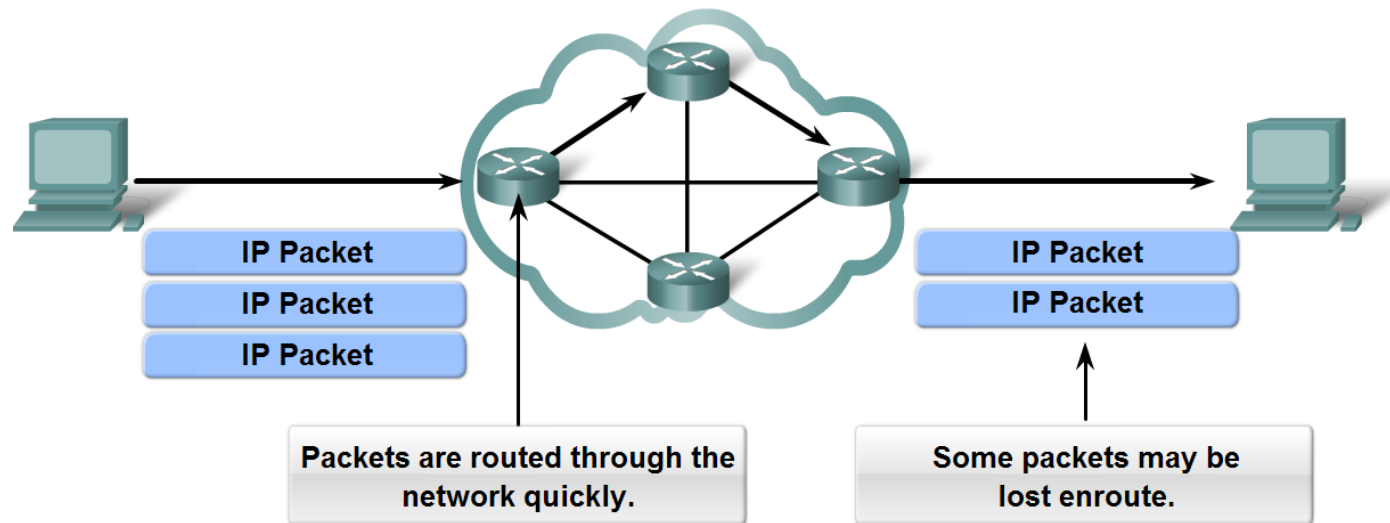 IP Packet
IP Packet
IP Packet
IP Packet
IP Packet
Packets are routed through the
network quickly.
Some packets may be
lost enroute.